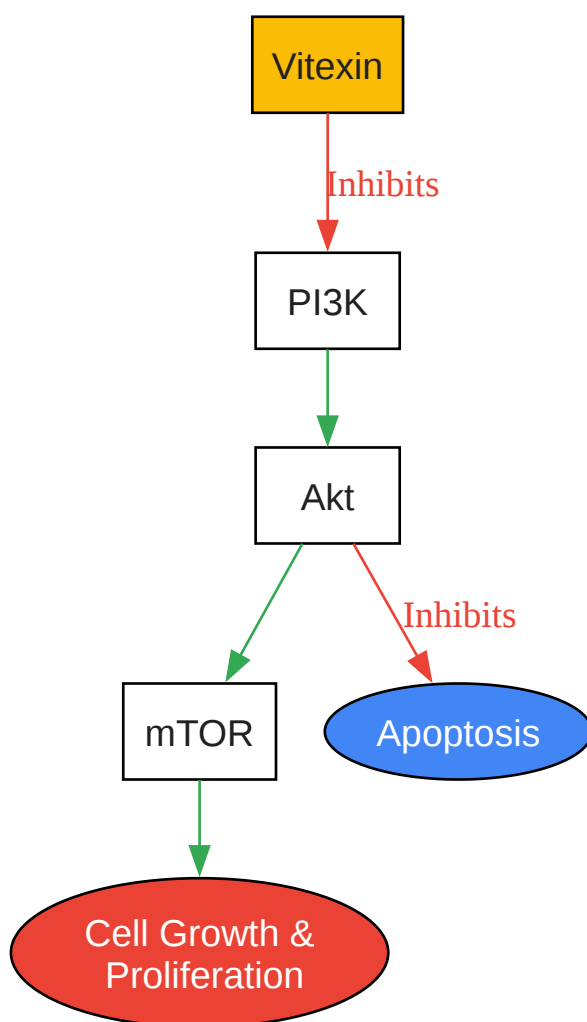 Vitexin
Inhibits
PI3K
Akt
Inhibits
mTOR
Apoptosis
Cell Growth &
Proliferation